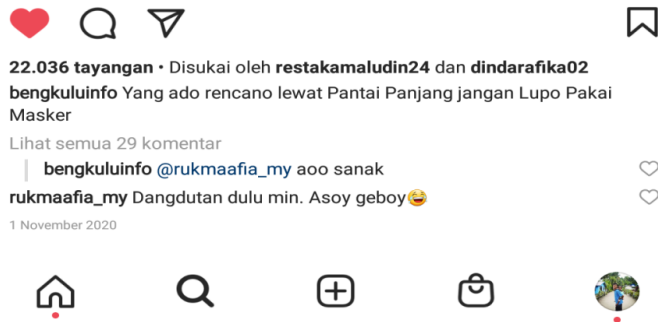 22.036 tayangan • Disukai oleh restakamaludin24 dan dindarafika02
bengkuluinfo Yang ado rencano lewat Pantai Panjang jangan Lupo Pakai
Masker
Lihat semua 29 komentar
bengkuluinfo @rukmaafia_my aoo sanak
rukmaafia_my Dangdutan dulu min. Asoy geboy😂
1 November 2020